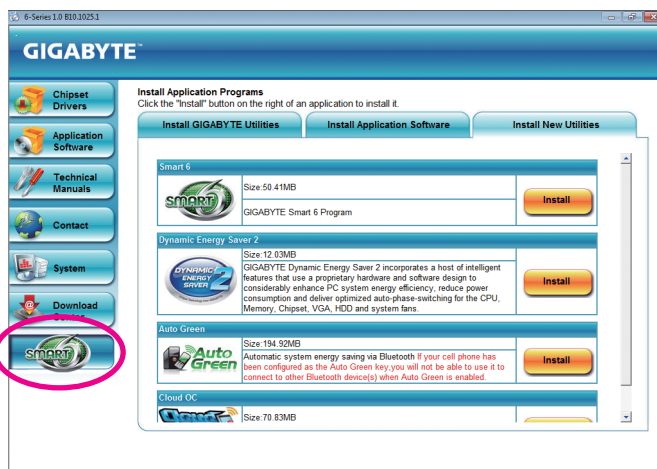 6-Series 1.0 B10.1025.1
GIGABYTE™
Chipset
Drivers
Application
Software
Technical
Manuals
Contact
System
Download
SMART 6
Install Application Programs
Click the "Install" button on the right of an application to install it.
Install GIGABYTE Utilities
Install Application Software
Install New Utilities
Smart 6
SMART 6
Size:50.41MB
GIGABYTE Smart 6 Program
Install
Dynamic Energy Saver 2
DYNAMIC
ENERGY
SAVER 2
Size:12.03MB
GIGABYTE Dynamic Energy Saver 2 incorporates a host of intelligent
features that use a proprietary hardware and software design to
considerably enhance PC system energy efficiency, reduce power
consumption and deliver optimized auto-phase-switching for the CPU,
Memory, Chipset, VGA, HDD and system fans.
Install
Auto Green
Auto
Green
Size:194.92MB
Automatic system energy saving via Bluetooth If your cell phone has
been configured as the Auto Green key,you will not be able to use it to
connect to other Bluetooth device(s) when Auto Green is enabled.
Install
Cloud OC
Size:70.83MB